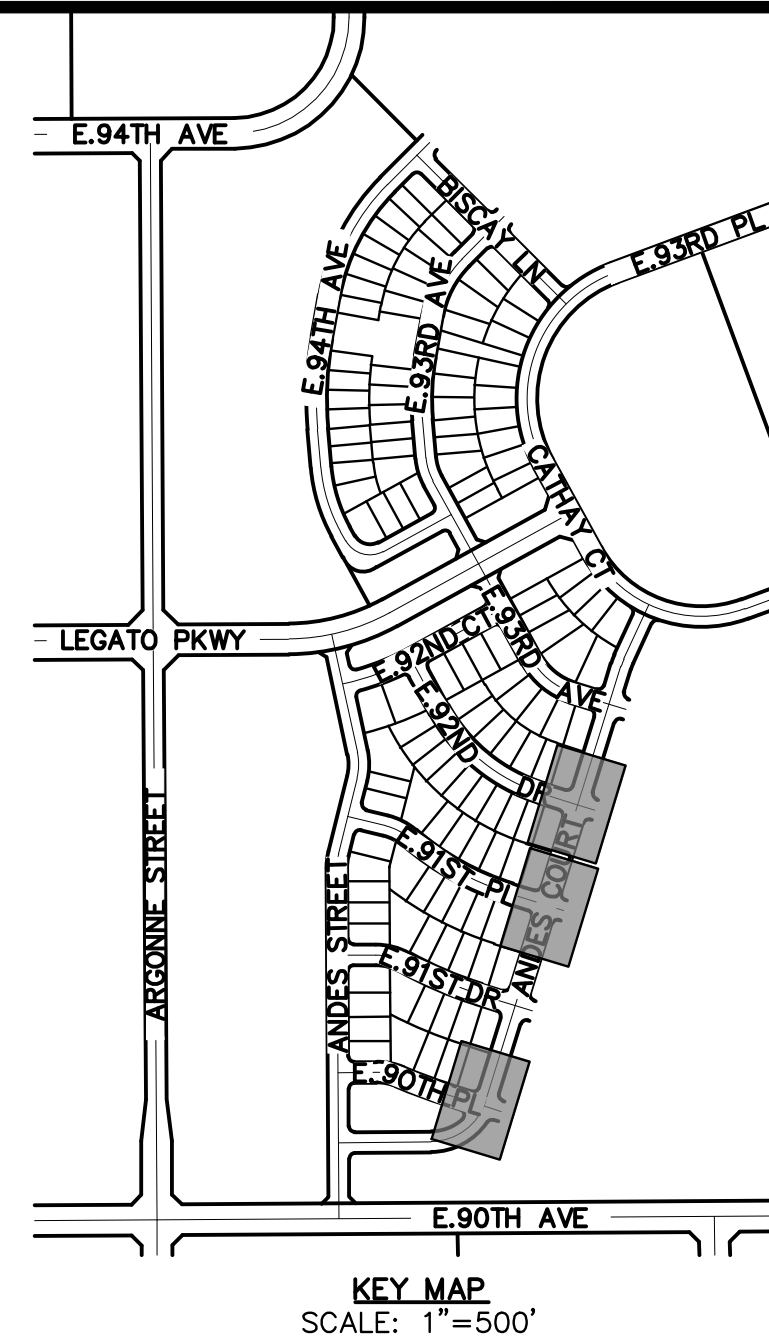 E.94TH AVE
BISCAY LN
E.93RD PL
E.94TH AVE
E.93RD AVE
CATHAY CT
LEGATO PKWY
E.92ND CT
E.93RD AVE
E.92ND DR
ARGONNE STREET
ANDES STREET
E.91ST PL
ANDES COURT
E.91ST DR
E.90TH PL
E.90TH AVE
KEY MAP
SCALE: 1"=500'